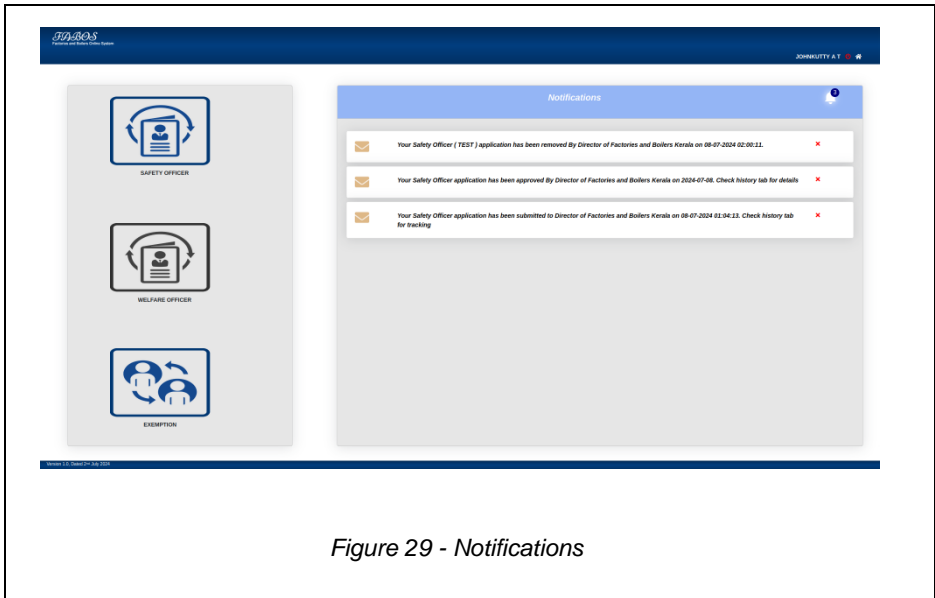 FABOS
Factories and Boilers Online System
JOHNKUTTY A T
SAFETY OFFICER
WELFARE OFFICER
EXEMPTION
Notifications
3
Your Safety Officer ( TEST ) application has been removed By Director of Factories and Boilers Kerala on 08-07-2024 02:00:11.
Your Safety Officer application has been approved By Director of Factories and Boilers Kerala on 2024-07-08. Check history tab for details
Your Safety Officer application has been submitted to Director of Factories and Boilers Kerala on 08-07-2024 01:04:13. Check history tab
for tracking
Version 1.0, Dated 2ⁿᵈ July 2024
Figure 29 - Notifications